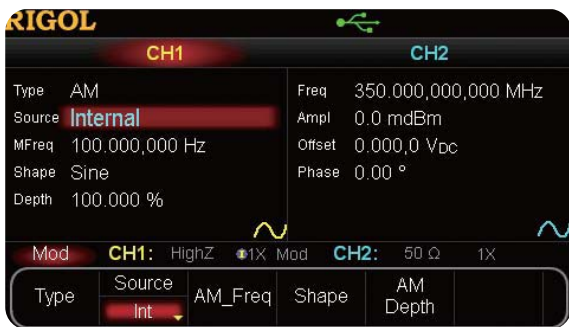 RIGOL
CH1
CH2
Type AM
Source Internal
MFreq 100.000,000 Hz
Shape Sine
Depth 100.000 %
Freq 350.000,000,000 MHz
Ampl 0.0 mdBm
Offset 0.000,0 VDC
Phase 0.00 °
Mod CH1: HighZ 1X Mod CH2: 50 Ω 1X
Type
Source
Int
AM_Freq
Shape
AM
Depth